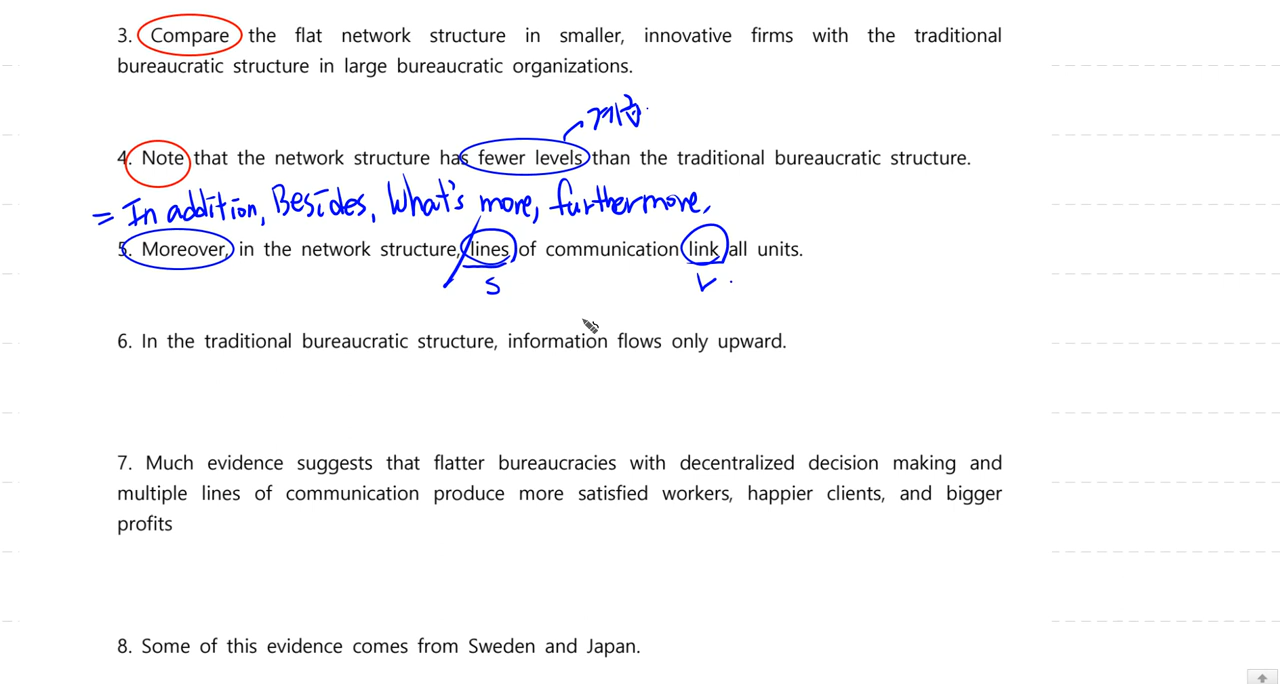 3. Compare the flat network structure in smaller, innovative firms with the traditional
bureaucratic structure in large bureaucratic organizations.
계층
4. Note that the network structure has fewer levels than the traditional bureaucratic structure.
= In addition, Besides, What's more, furthermore,
5. Moreover, in the network structure, lines of communication link all units.
S V
6. In the traditional bureaucratic structure, information flows only upward.
7. Much evidence suggests that flatter bureaucracies with decentralized decision making and
multiple lines of communication produce more satisfied workers, happier clients, and bigger
profits
8. Some of this evidence comes from Sweden and Japan.